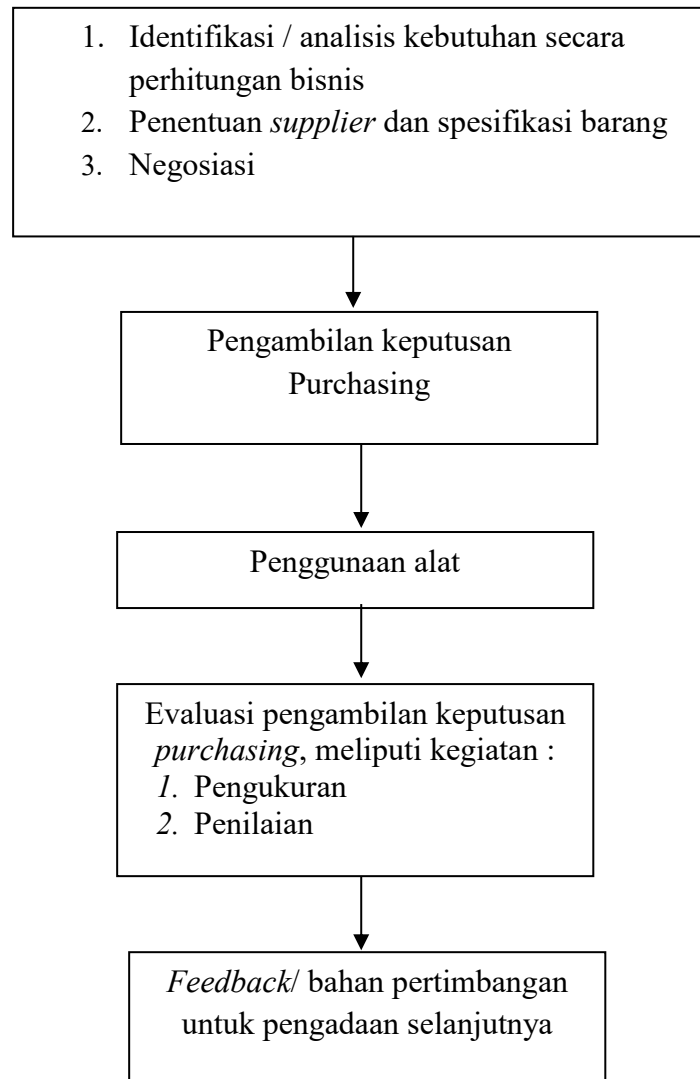 1. Identifikasi / analisis kebutuhan secara
perhitungan bisnis
2. Penentuan supplier dan spesifikasi barang
3. Negosiasi
Pengambilan keputusan
Purchasing
Penggunaan alat
Evaluasi pengambilan keputusan
purchasing, meliputi kegiatan :
1. Pengukuran
2. Penilaian
Feedback/ bahan pertimbangan
untuk pengadaan selanjutnya